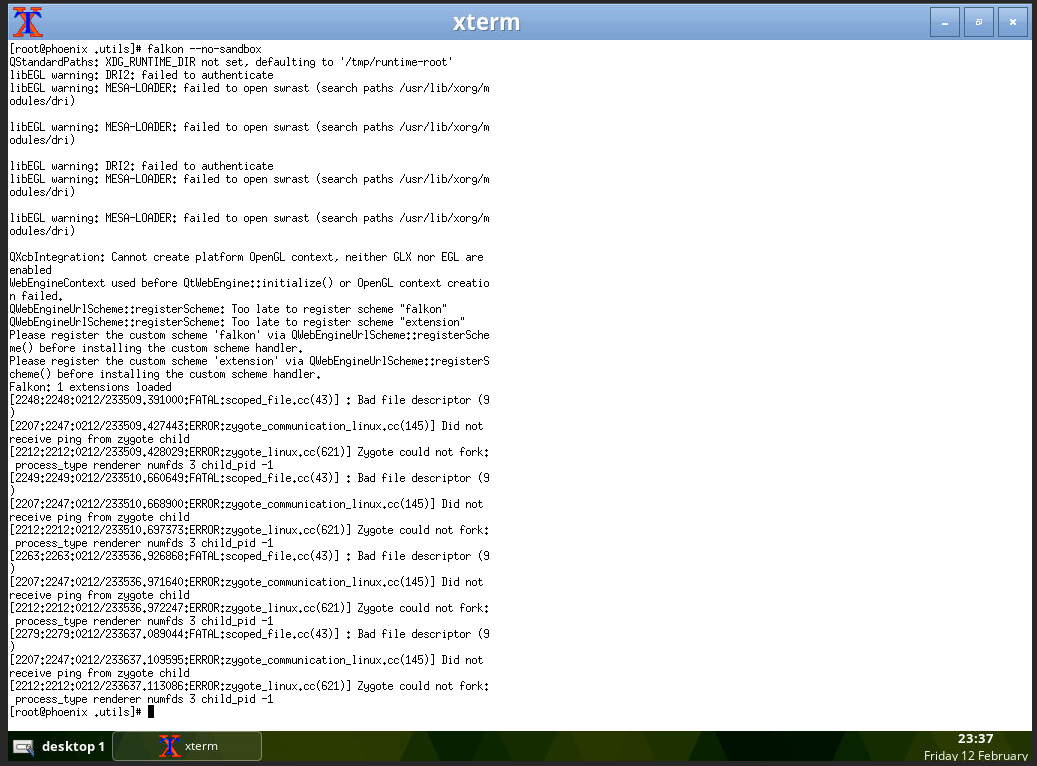 xterm
[root@phoenix .utils]# falkon --no-sandbox
QStandardPaths: XDG_RUNTIME_DIR not set, defaulting to '/tmp/runtime-root'
libEGL warning: DRI2: failed to authenticate
libEGL warning: MESA-LOADER: failed to open swrast (search paths /usr/lib/xorg/m
odules/dri)
libEGL warning: MESA-LOADER: failed to open swrast (search paths /usr/lib/xorg/m
odules/dri)
libEGL warning: DRI2: failed to authenticate
libEGL warning: MESA-LOADER: failed to open swrast (search paths /usr/lib/xorg/m
odules/dri)
libEGL warning: MESA-LOADER: failed to open swrast (search paths /usr/lib/xorg/m
odules/dri)
QXcbIntegration: Cannot create platform OpenGL context, neither GLX nor EGL are
enabled
WebEngineContext used before QtWebEngine::initialize() or OpenGL context creatio
n failed.
QWebEngineUrlScheme::registerScheme: Too late to register scheme "falkon"
QWebEngineUrlScheme::registerScheme: Too late to register scheme "extension"
Please register the custom scheme 'falkon' via QWebEngineUrlScheme::registerSche
me() before installing the custom scheme handler.
Please register the custom scheme 'extension' via QWebEngineUrlScheme::registerS
cheme() before installing the custom scheme handler.
Falkon: 1 extensions loaded
[2248:2248:0212/233509.391000:FATAL:scoped_file.cc(43)] : Bad file descriptor (9
)
[2207:2247:0212/233509.427443:ERROR:zygote_communication_linux.cc(145)] Did not
receive ping from zygote child
[2212:2212:0212/233509.428029:ERROR:zygote_linux.cc(621)] Zygote could not fork:
 process_type renderer numfds 3 child_pid -1
[2249:2249:0212/233510.660649:FATAL:scoped_file.cc(43)] : Bad file descriptor (9
)
[2207:2247:0212/233510.668900:ERROR:zygote_communication_linux.cc(145)] Did not
receive ping from zygote child
[2212:2212:0212/233510.697373:ERROR:zygote_linux.cc(621)] Zygote could not fork:
 process_type renderer numfds 3 child_pid -1
[2263:2263:0212/233536.926868:FATAL:scoped_file.cc(43)] : Bad file descriptor (9
)
[2207:2247:0212/233536.971640:ERROR:zygote_communication_linux.cc(145)] Did not
receive ping from zygote child
[2212:2212:0212/233536.972247:ERROR:zygote_linux.cc(621)] Zygote could not fork:
 process_type renderer numfds 3 child_pid -1
[2279:2279:0212/233637.089044:FATAL:scoped_file.cc(43)] : Bad file descriptor (9
)
[2207:2247:0212/233637.109595:ERROR:zygote_communication_linux.cc(145)] Did not
receive ping from zygote child
[2212:2212:0212/233637.113086:ERROR:zygote_linux.cc(621)] Zygote could not fork:
 process_type renderer numfds 3 child_pid -1
[root@phoenix .utils]#
desktop 1
xterm
23:37
Friday 12 February